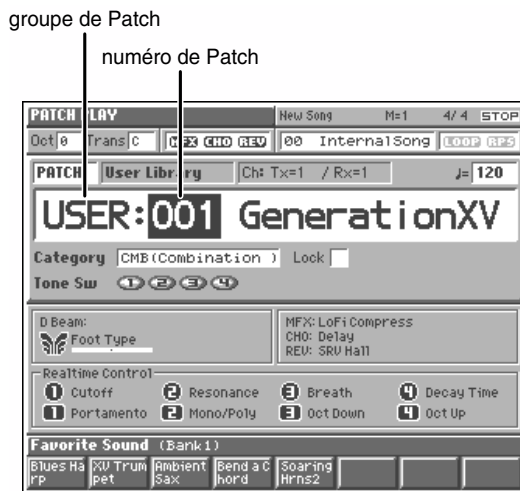 groupe de Patch
numéro de Patch
PATCH PLAY New Song M=1 4/ 4 STOP
Oct 0 Trans C MFX CHO REV 00 InternalSong LOOP RPS
PATCH User Library Ch: Tx=1 / Rx=1 ♩= 120
USER:001 GenerationXV
Category CMB(Combination ) Lock
Tone Sw 1 2 3 4
D Beam:
Foot Type
MFX: LoFi Compress
CHO: Delay
REV: SRV Hall
Realtime Control
1 Cutoff 2 Resonance 3 Breath 4 Decay Time
1 Portamento 2 Mono/Poly 3 Oct Down 4 Oct Up
Favorite Sound (Bank 1)
Blues Ha XV Trum Ambient Bend a C Soaring
rp pet Sax hord Hrns2